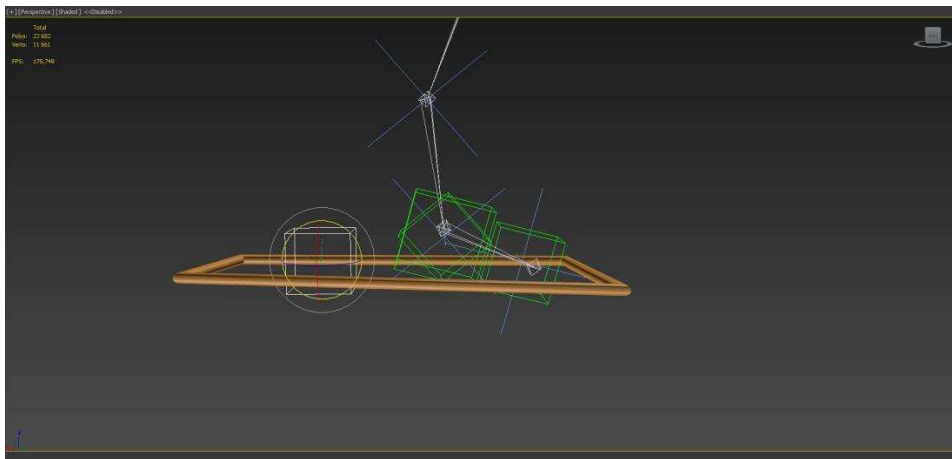 [+] [Perspective] [Shaded] <<Disabled>>
Total
Polys: 22 682
Verts: 11 661
FPS: 175,748